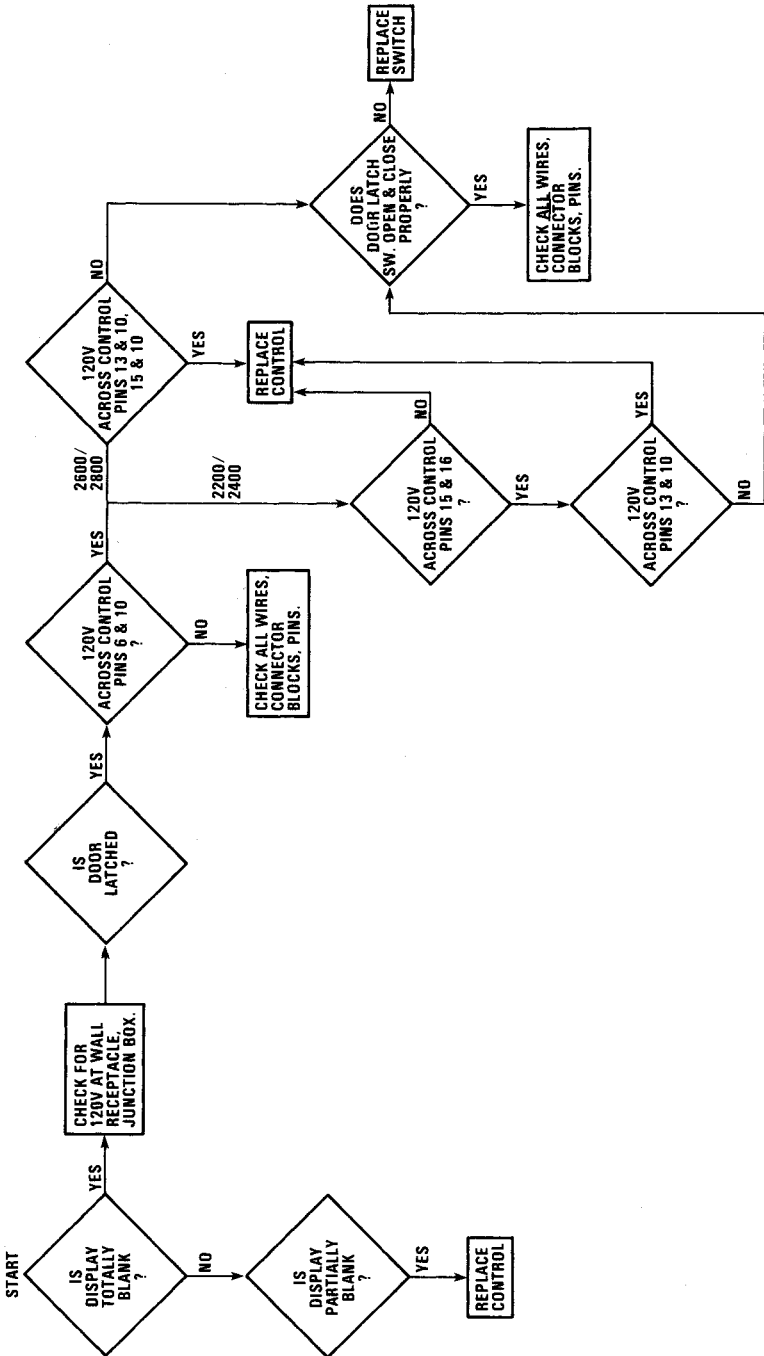 START
IS
DISPLAY
TOTALLY
BLANK
?
YES
NO
CHECK FOR
120V AT WALL
RECEPTACLE,
JUNCTION BOX.
IS
DISPLAY
PARTIALLY
BLANK
?
YES
REPLACE
CONTROL
IS
DOOR
LATCHED
?
YES
120V
ACROSS CONTROL
PINS 6 & 10
?
YES
NO
CHECK ALL WIRES,
CONNECTOR
BLOCKS, PINS.
2600/
2800
2200/
2400
120V
ACROSS CONTROL
PINS 13 & 10,
15 & 10
NO
YES
REPLACE
CONTROL
120V
ACROSS CONTROL
PINS 15 & 16
?
NO
YES
120V
ACROSS CONTROL
PINS 13 & 10
?
YES
NO
DOES
DOOR LATCH
SW. OPEN & CLOSE
PROPERLY
?
NO
REPLACE
SWITCH
YES
CHECK ALL WIRES,
CONNECTOR
BLOCKS, PINS.